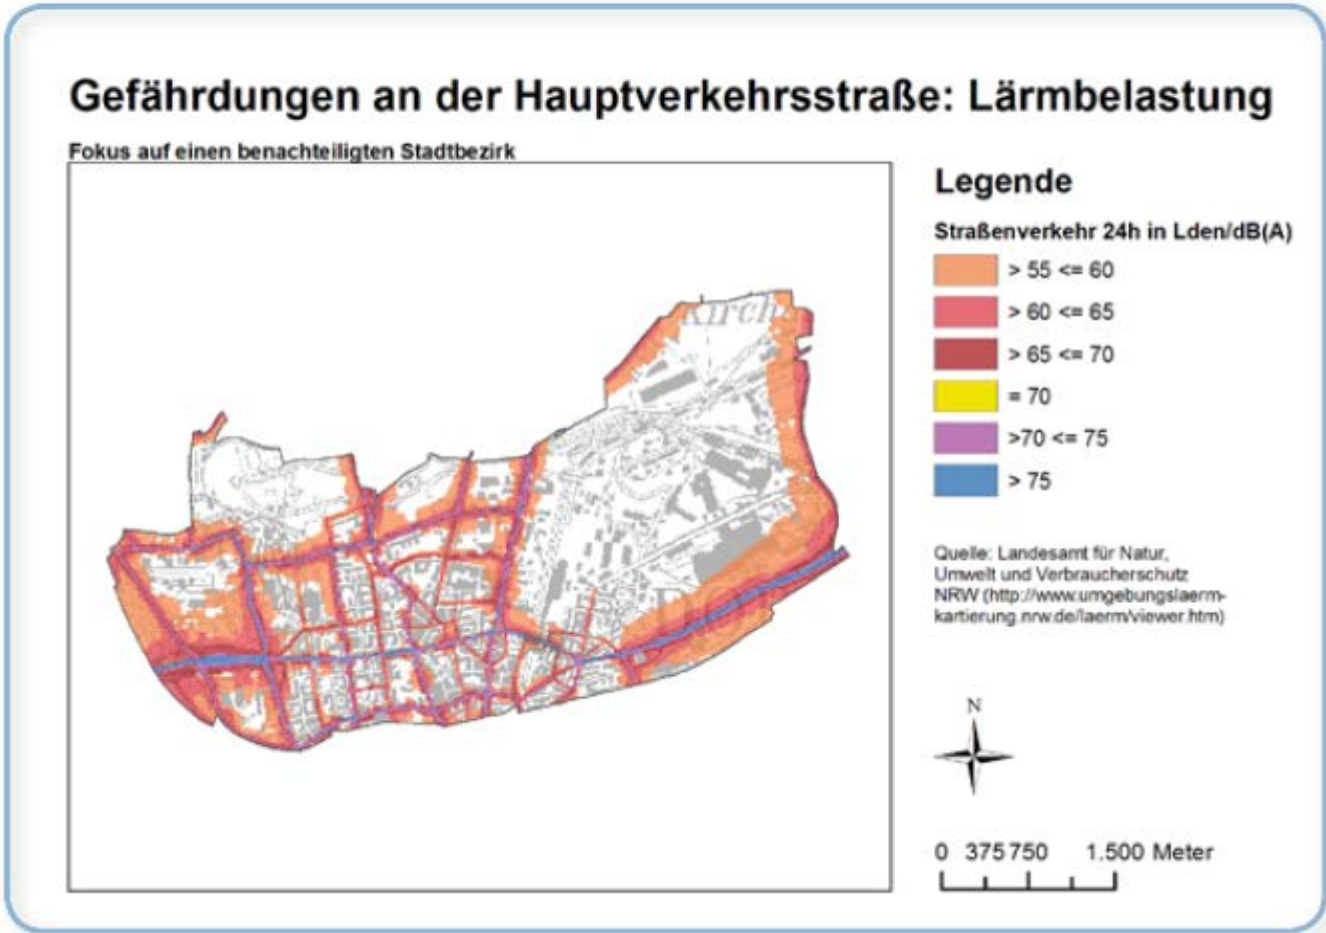 Gefährdungen an der Hauptverkehrsstraße: Lärmbelastung
Fokus auf einen benachteiligten Stadtbezirk
Legende
Straßenverkehr 24h in Lden/dB(A)
> 55 <= 60
> 60 <= 65
> 65 <= 70
= 70
>70 <= 75
> 75
Quelle: Landesamt für Natur,
Umwelt und Verbraucherschutz
NRW (http://www.umgebungslaerm-
kartierung.nrw.de/laerm/viewer.htm)
N
0 375 750 1.500 Meter